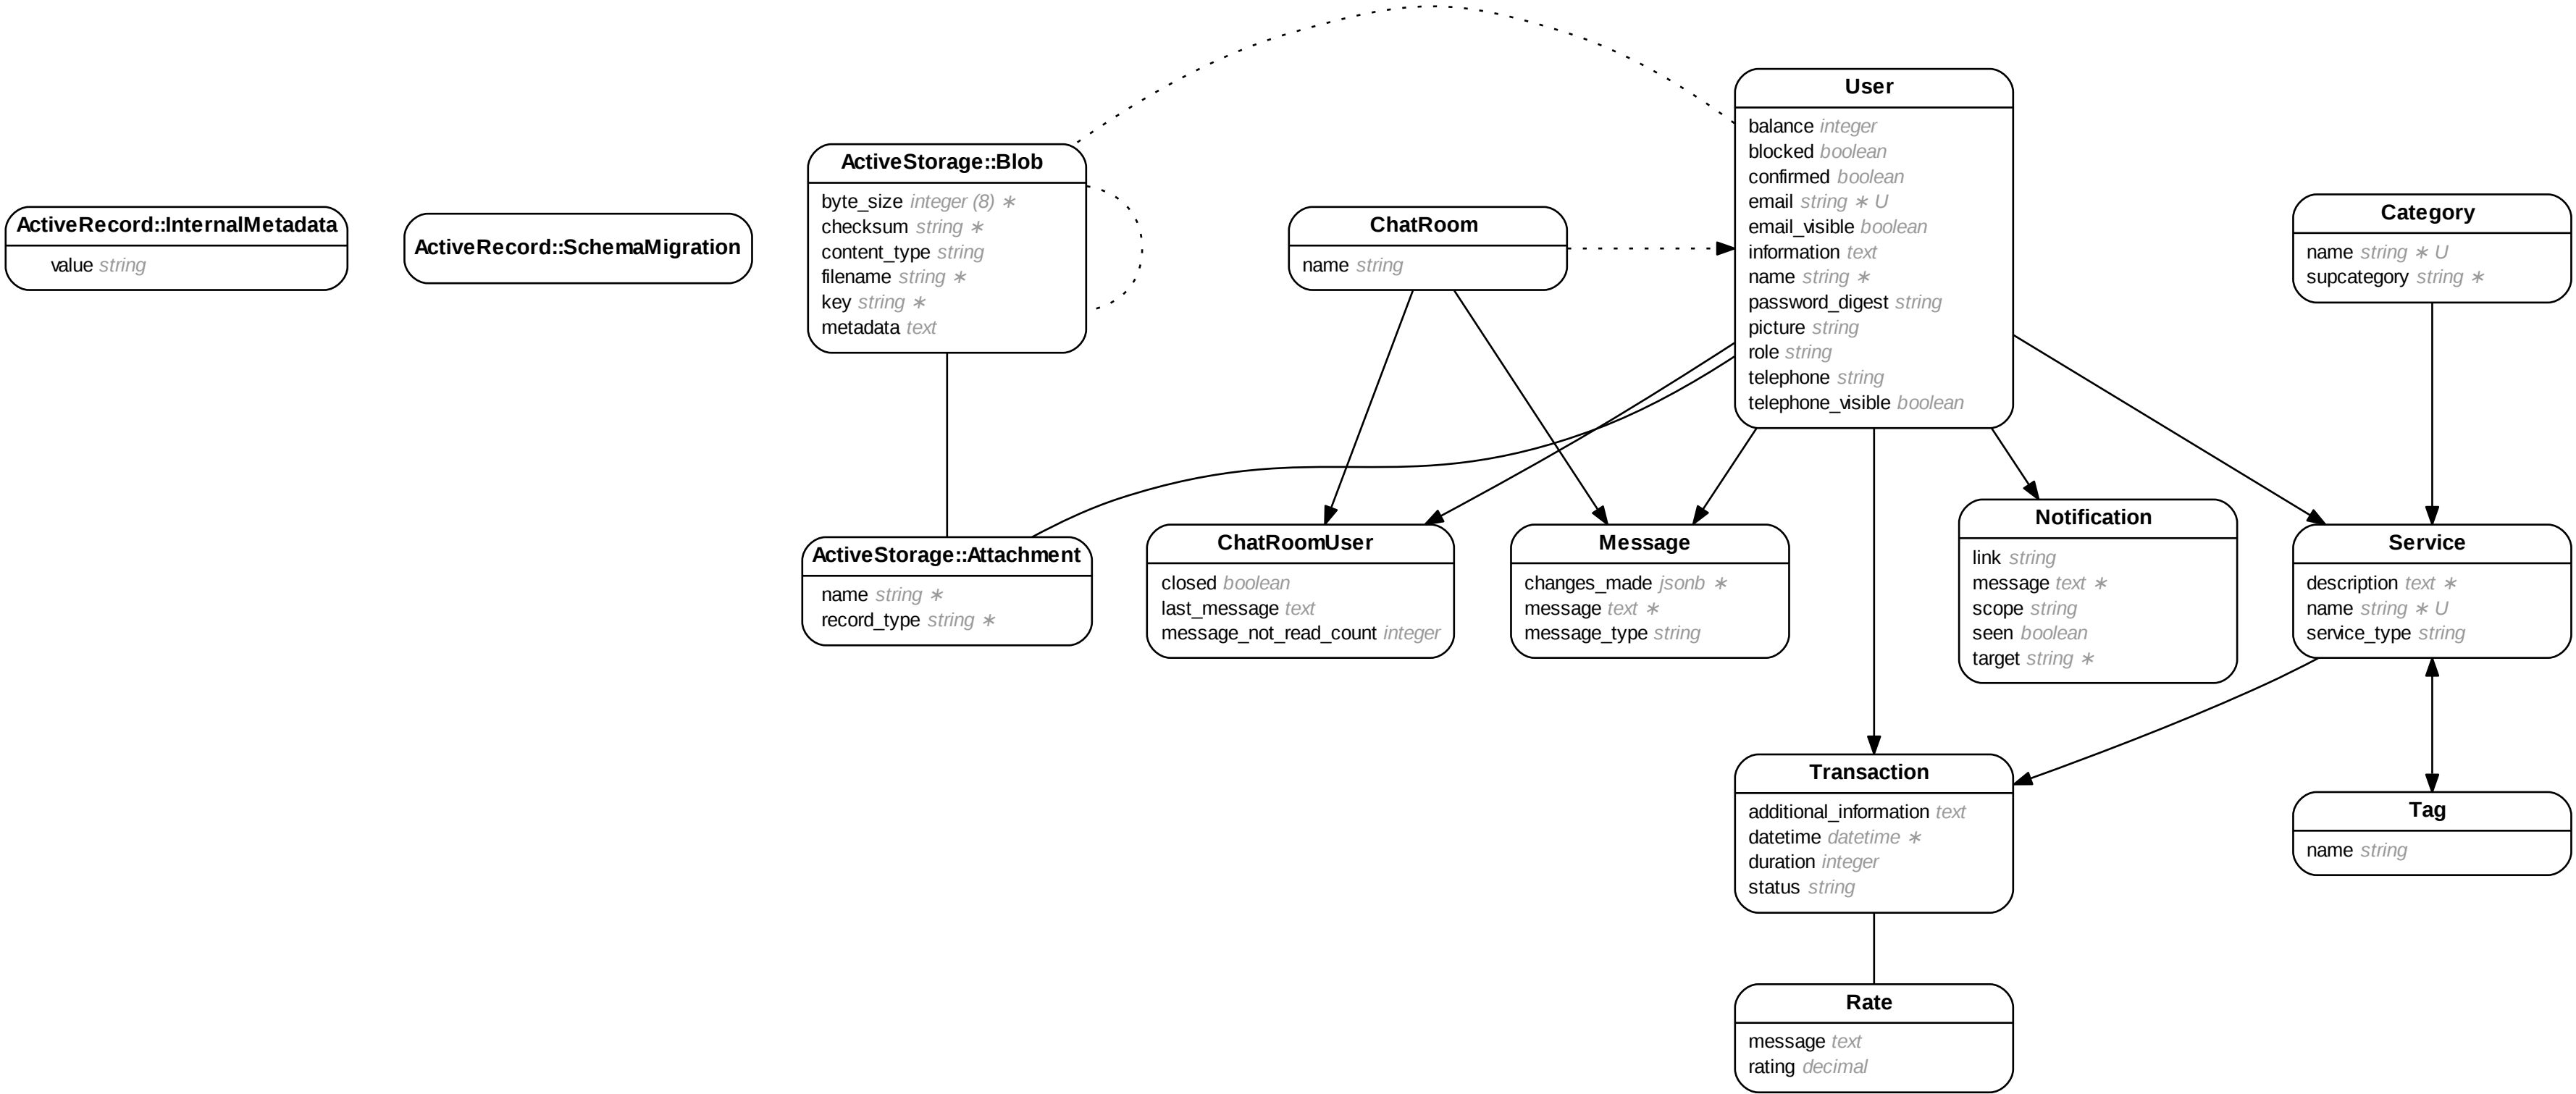 ActiveRecord::InternalMetadata
value string
ActiveRecord::SchemaMigration
ActiveStorage::Blob
byte_size integer (8) ∗
checksum string ∗
content_type string
filename string ∗
key string ∗
metadata text
ChatRoom
name string
User
balance integer
blocked boolean
confirmed boolean
email string ∗ U
email_visible boolean
information text
name string ∗
password_digest string
picture string
role string
telephone string
telephone_visible boolean
Category
name string ∗ U
supcategory string ∗
ActiveStorage::Attachment
name string ∗
record_type string ∗
ChatRoomUser
closed boolean
last_message text
message_not_read_count integer
Message
changes_made jsonb ∗
message text ∗
message_type string
Notification
link string
message text ∗
scope string
seen boolean
target string ∗
Service
description text ∗
name string ∗ U
service_type string
Transaction
additional_information text
datetime datetime ∗
duration integer
status string
Tag
name string
Rate
message text
rating decimal